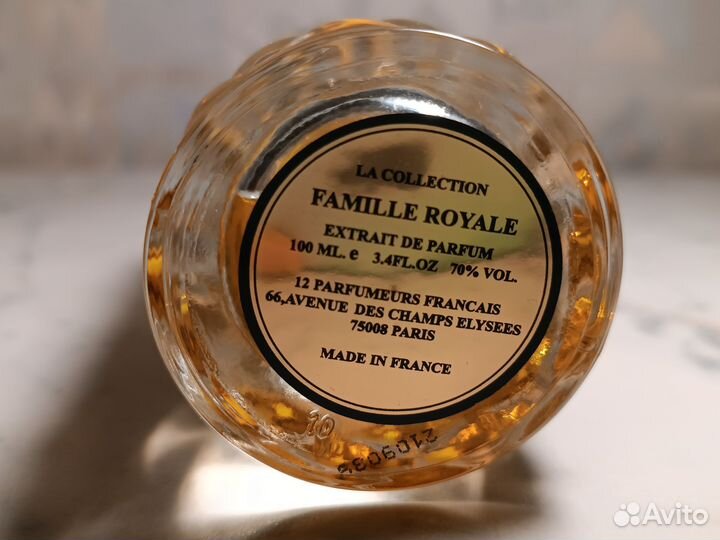 LA COLLECTION
FAMILLE ROYALE
EXTRAIT DE PARFUM
100 ML. e 3.4FL.OZ 70% VOL.
12 PARFUMEURS FRANCAIS
66,AVENUE DES CHAMPS ELYSEES
75008 PARIS
MADE IN FRANCE
10
Avito